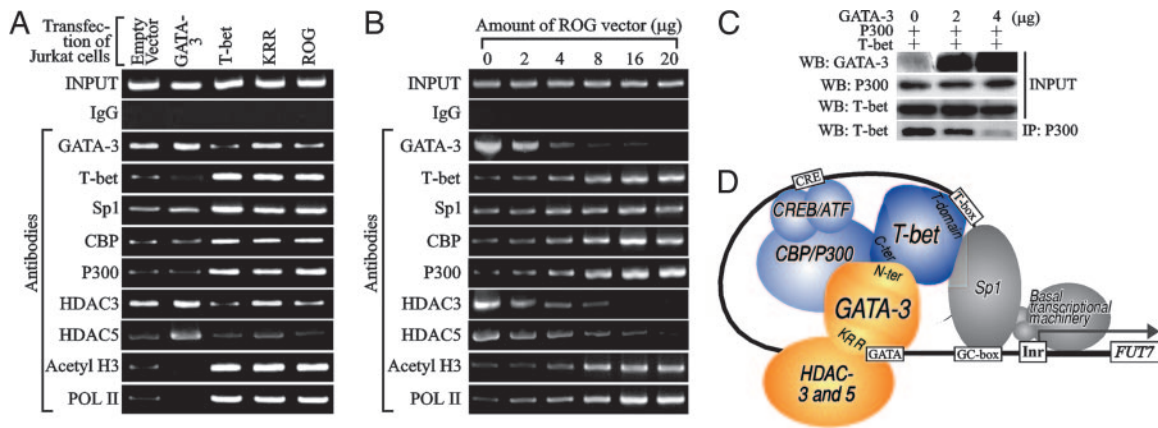 A
Transfec-
tion of
Jurkat cells
Empty
Vector
GATA-
3
T-bet
KRR
ROG
INPUT
IgG
Antibodies
GATA-3
T-bet
Sp1
CBP
P300
HDAC3
HDAC5
Acetyl H3
POL II
B
Amount of ROG vector (μg)
0 2 4 8 16 20
INPUT
IgG
Antibodies
GATA-3
T-bet
Sp1
CBP
P300
HDAC3
HDAC5
Acetyl H3
POL II
C
GATA-3 0 2 4 (μg)
P300 + + +
T-bet + + +
WB: GATA-3
WB: P300
WB: T-bet
INPUT
WB: T-bet IP: P300
D
CRE
CREB/ATF
CBP/P300
T-bet
T-domain
T-box
C-ter
N-ter
GATA-3
KRR
GATA
HDAC-
3 and 5
Sp1
GC-box
Basal
transcriptional
machinery
Inr
FUT7